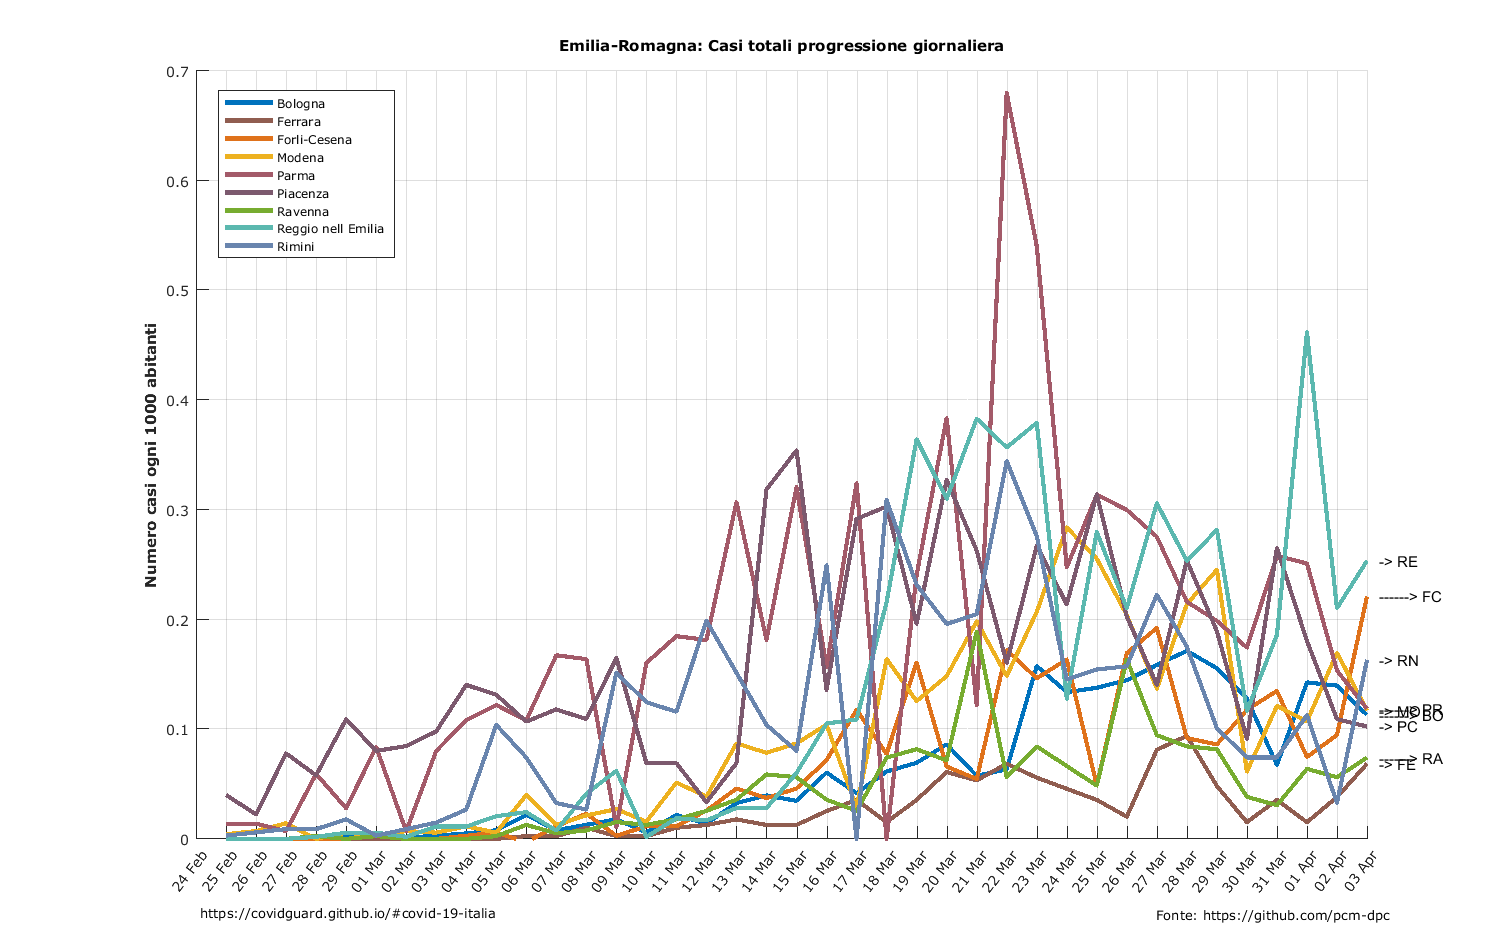 Emilia-Romagna: Casi totali progressione giornaliera
Numero casi ogni 1000 abitanti
0.7
0.6
0.5
0.4
0.3
0.2
0.1
0
Bologna
Ferrara
Forli-Cesena
Modena
Parma
Piacenza
Ravenna
Reggio nell Emilia
Rimini
-> RE
------> FC
-> RN
------> PR
-> MO
------> BO
-> PC
------> RA
-> FE
24 Feb
25 Feb
26 Feb
27 Feb
28 Feb
29 Feb
01 Mar
02 Mar
03 Mar
04 Mar
05 Mar
06 Mar
07 Mar
08 Mar
09 Mar
10 Mar
11 Mar
12 Mar
13 Mar
14 Mar
15 Mar
16 Mar
17 Mar
18 Mar
19 Mar
20 Mar
21 Mar
22 Mar
23 Mar
24 Mar
25 Mar
26 Mar
27 Mar
28 Mar
29 Mar
30 Mar
31 Mar
01 Apr
02 Apr
03 Apr
https://covidguard.github.io/#covid-19-italia
Fonte: https://github.com/pcm-dpc